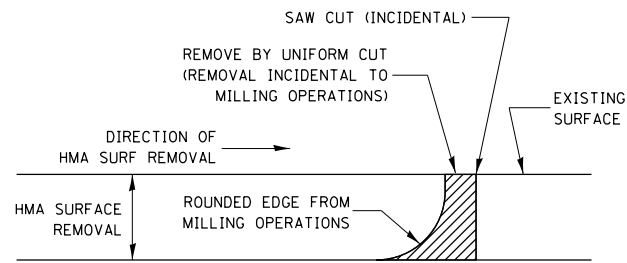 SAW CUT (INCIDENTAL)
REMOVE BY UNIFORM CUT
(REMOVAL INCIDENTAL TO
MILLING OPERATIONS)
EXISTING
SURFACE
DIRECTION OF
HMA SURF REMOVAL
HMA SURFACE
REMOVAL
ROUNDED EDGE FROM
MILLING OPERATIONS